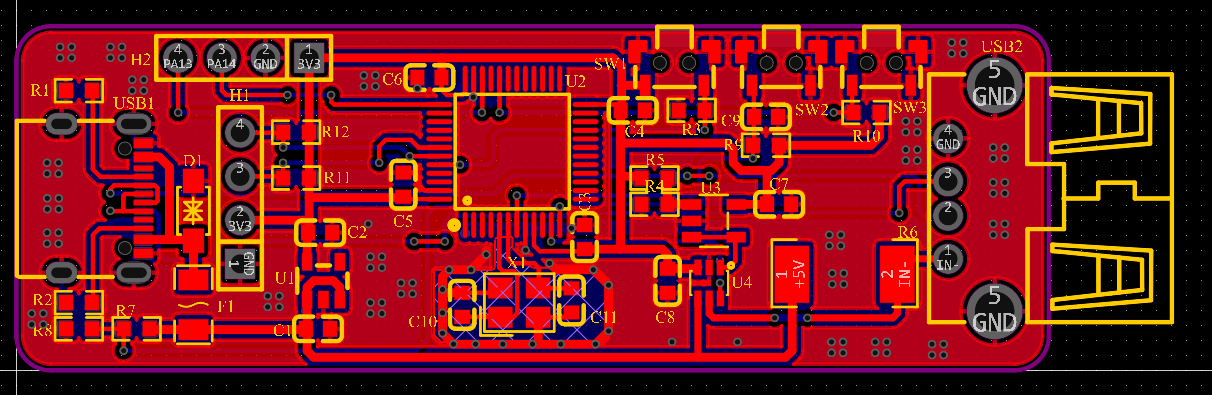 H2
4
PA13
3
PA14
2
GND
1
3V3
C6
U2
SW1
SW2
SW3
USB2
5
GND
R1
USB1
H1
R12
R11
C4
R3
C9
R9
R10
4
3
2
3V3
1
GND
D1
C5
C3
R5
R4
U3
C7
4
GND
3
2
1
IN-
C2
U1
X1
U4
1
+5V
R6
2
IN-
R2
R8
R7
F1
C1
C10
C11
C8
5
GND